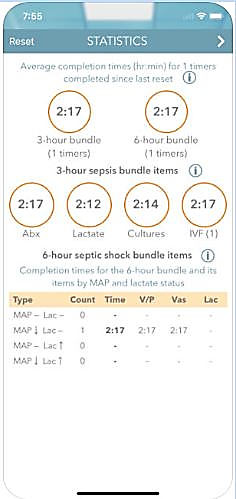 7:55
Reset STATISTICS
Average completion times (hr:min) for 1 timers
completed since last reset
2:17 2:17
3-hour bundle 6-hour bundle
(1 timers) (1 timers)
3-hour sepsis bundle items
2:17 2:12 2:14 2:17
Abx Lactate Cultures IVF (1)
6-hour septic shock bundle items
Completion times for the 6-hour bundle and its
items by MAP and lactate status
Type Count Time V/P Vas Lac
MAP – Lac – 0 - - - -
MAP ↓ Lac – 1 2:17 2:17 2:17 -
MAP – Lac ↑ 0 - - - -
MAP ↓ Lac ↑ 0 - - - -